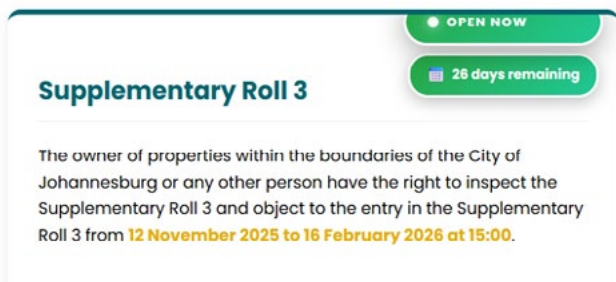 OPEN NOW
26 days remaining
Supplementary Roll 3
The owner of properties within the boundaries of the City of
Johannesburg or any other person have the right to inspect the
Supplementary Roll 3 and object to the entry in the Supplementary
Roll 3 from 12 November 2025 to 16 February 2026 at 15:00.